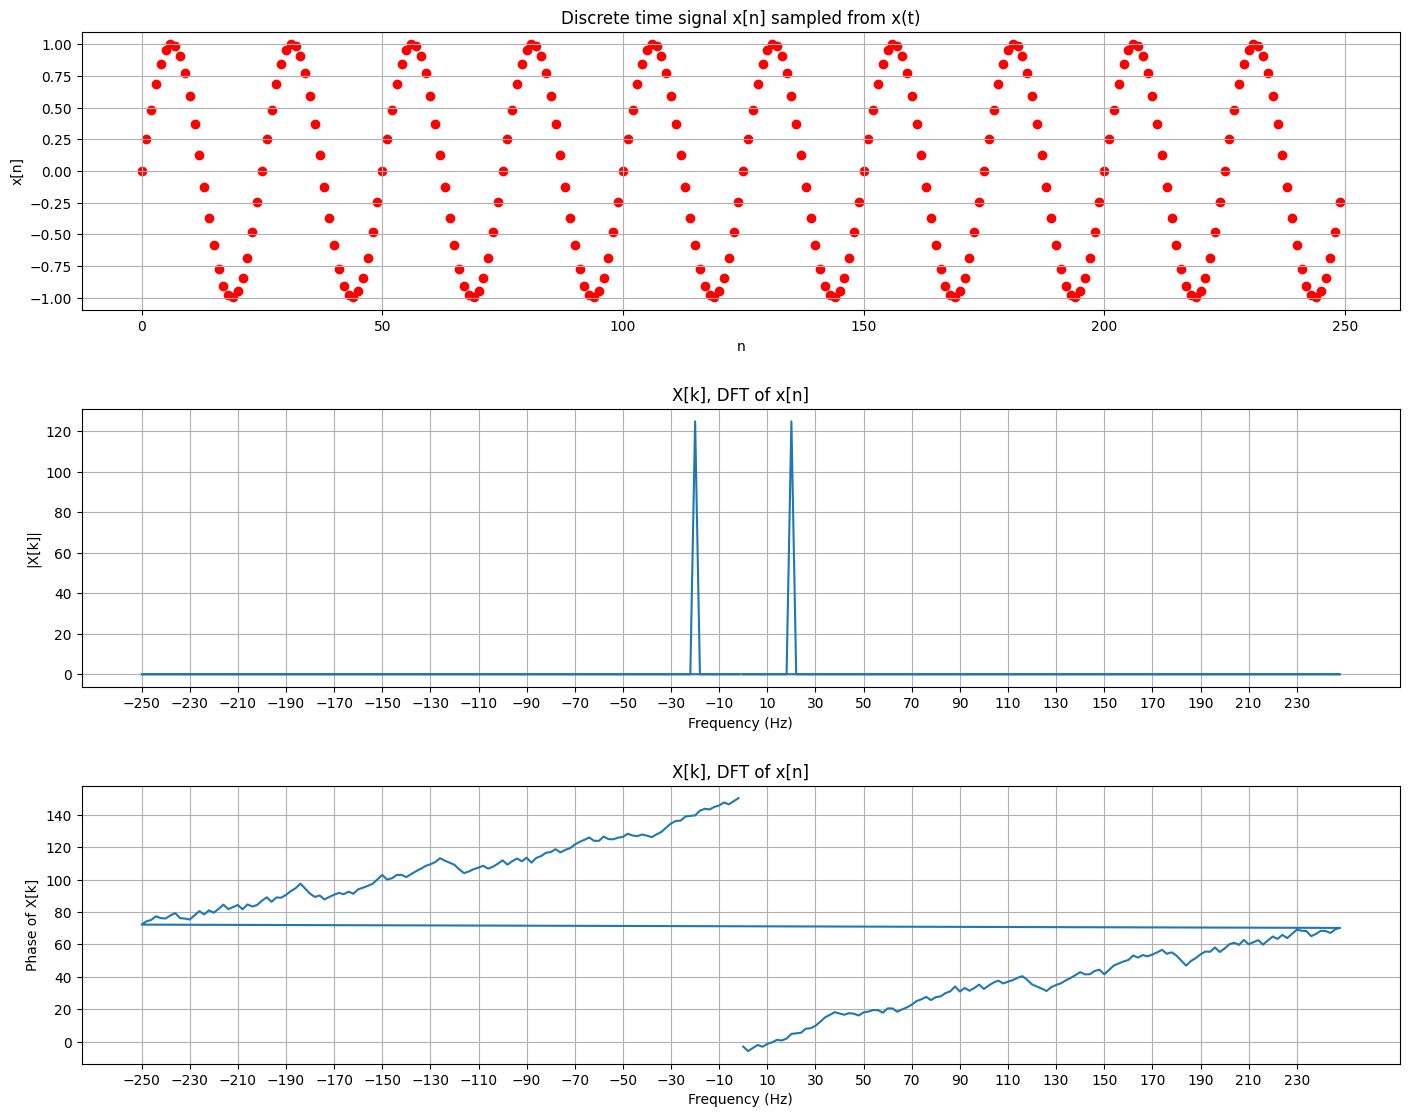 Discrete time signal x[n] sampled from x(t)
1.00
0.75
0.50
0.25
0.00
−0.25
−0.50
−0.75
−1.00
x[n]
0 50 100 150 200 250
n
X[k], DFT of x[n]
120
100
80
60
40
20
0
|X[k]|
−250 −230 −210 −190 −170 −150 −130 −110 −90 −70 −50 −30 −10 10 30 50 70 90 110 130 150 170 190 210 230
Frequency (Hz)
X[k], DFT of x[n]
140
120
100
80
60
40
20
0
Phase of X[k]
−250 −230 −210 −190 −170 −150 −130 −110 −90 −70 −50 −30 −10 10 30 50 70 90 110 130 150 170 190 210 230
Frequency (Hz)